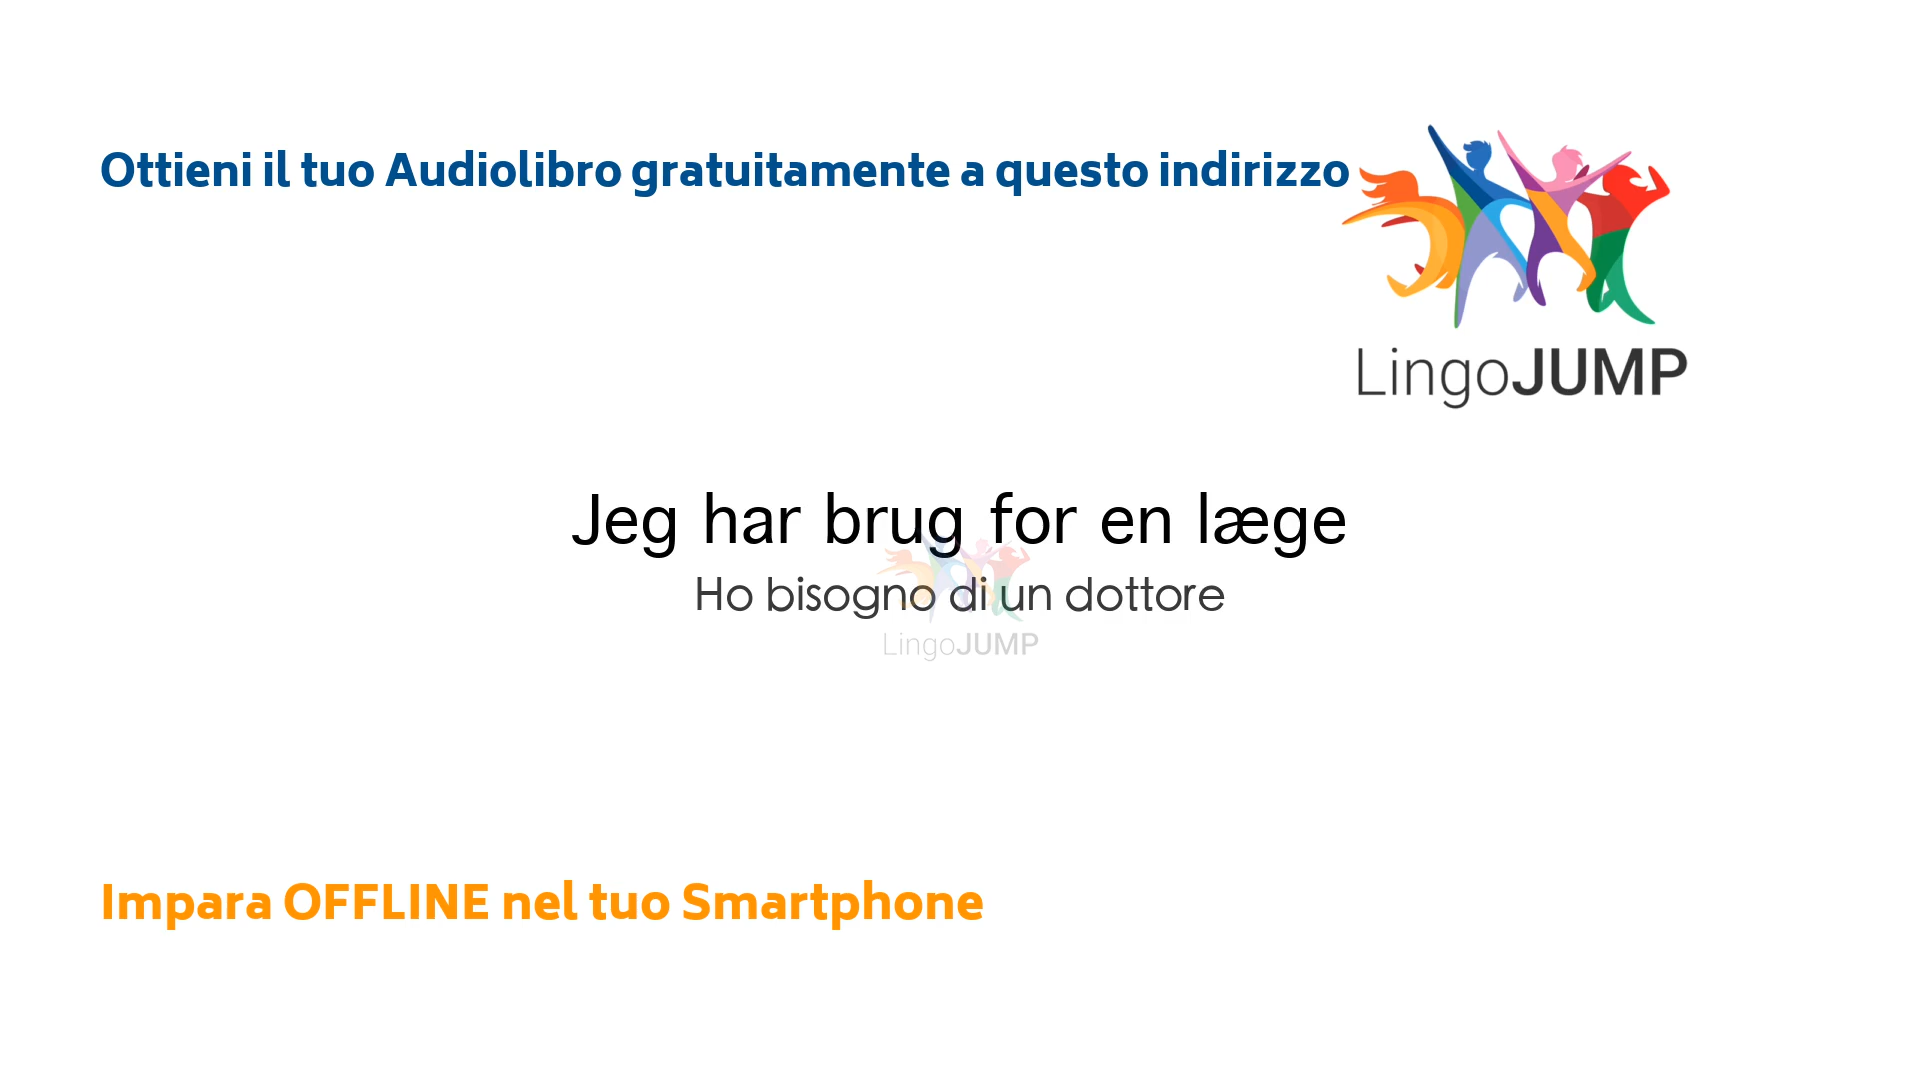 Ottieni il tuo Audiolibro gratuitamente a questo indirizzo
LingoJUMP
Jeg har brug for en læge
Ho bisogno di un dottore
LingoJUMP
Impara OFFLINE nel tuo Smartphone